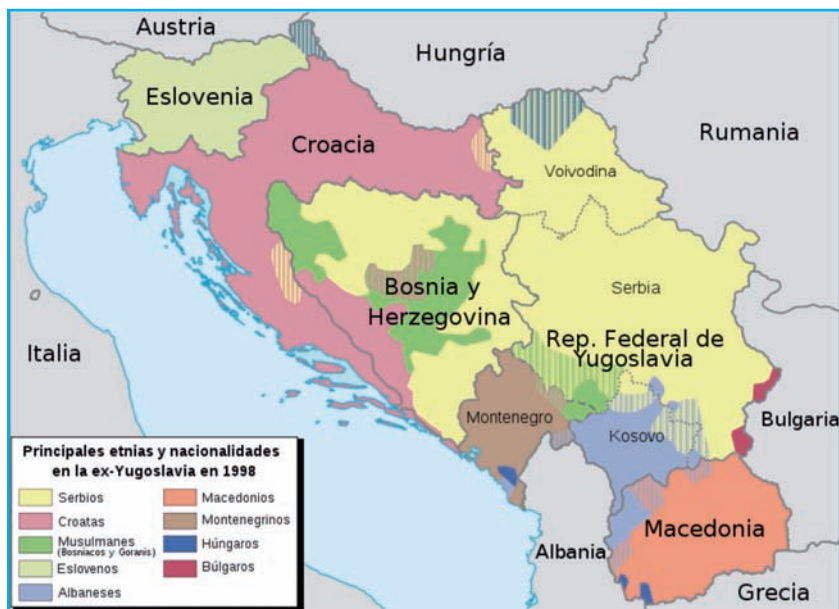 Austria
Hungría
Eslovenia
Croacia
Rumania
Voivodina
Bosnia y
Herzegovina
Serbia
Rep. Federal de
Yugoslavia
Italia
Montenegro
Kosovo
Bulgaria
Albania
Macedonia
Grecia
Principales etnias y nacionalidades
en la ex-Yugoslavia en 1998
Serbios
Croatas
Musulmanes
(Bosníacos y Goranis)
Eslovenos
Albaneses
Macedonios
Montenegrinos
Húngaros
Búlgaros